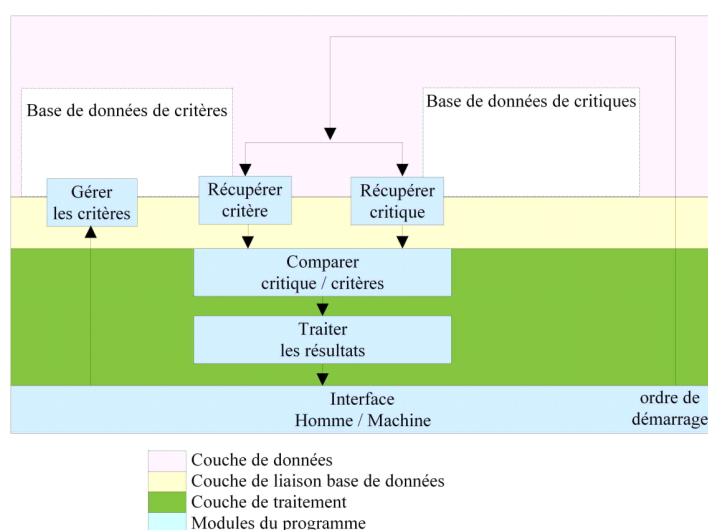 Base de données de critères
Base de données de critiques
Gérer
les critères
Récupérer
critère
Récupérer
critique
Comparer
critique / critères
Traiter
les résultats
Interface
Homme / Machine
ordre de
démarrage
Couche de données
Couche de liaison base de données
Couche de traitement
Modules du programme